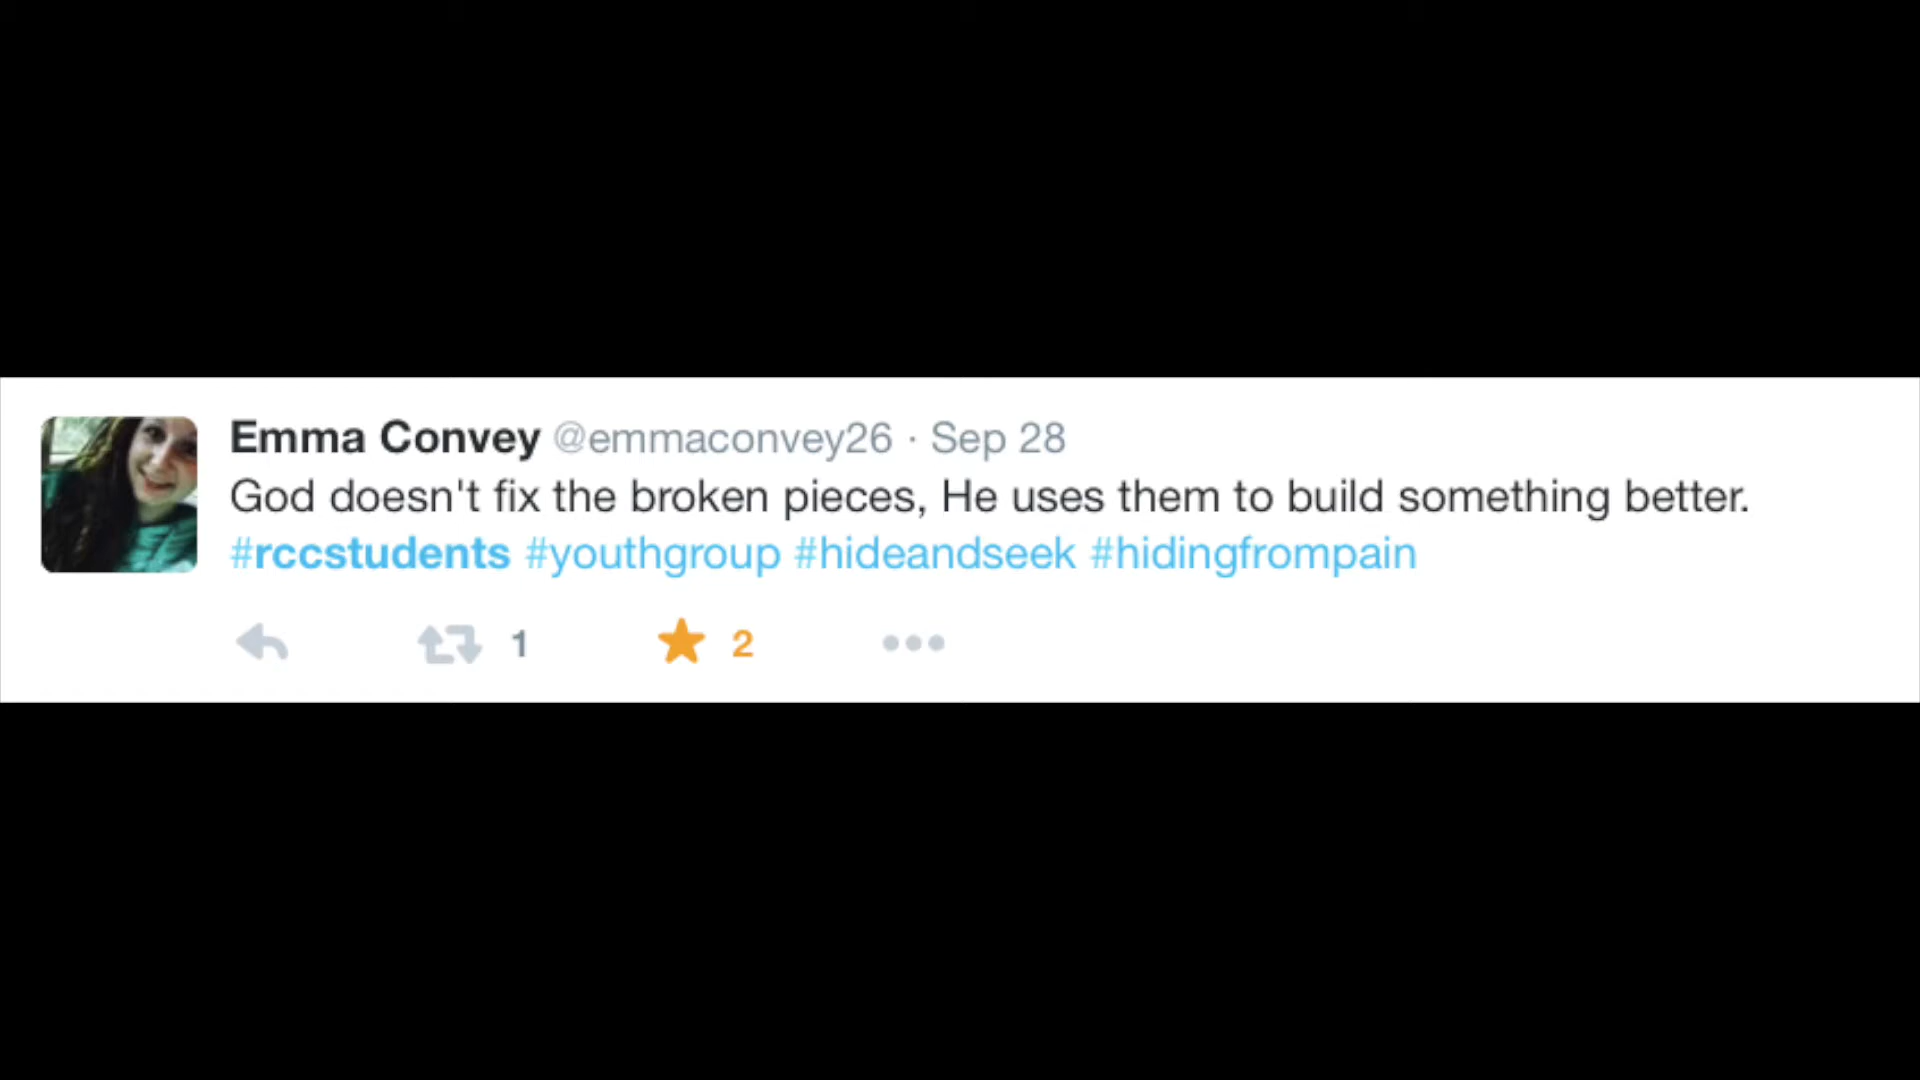 Emma Convey @emmaconvey26 · Sep 28
God doesn't fix the broken pieces, He uses them to build something better.
#rccstudents #youthgroup #hideandseek #hidingfrompain
1 2